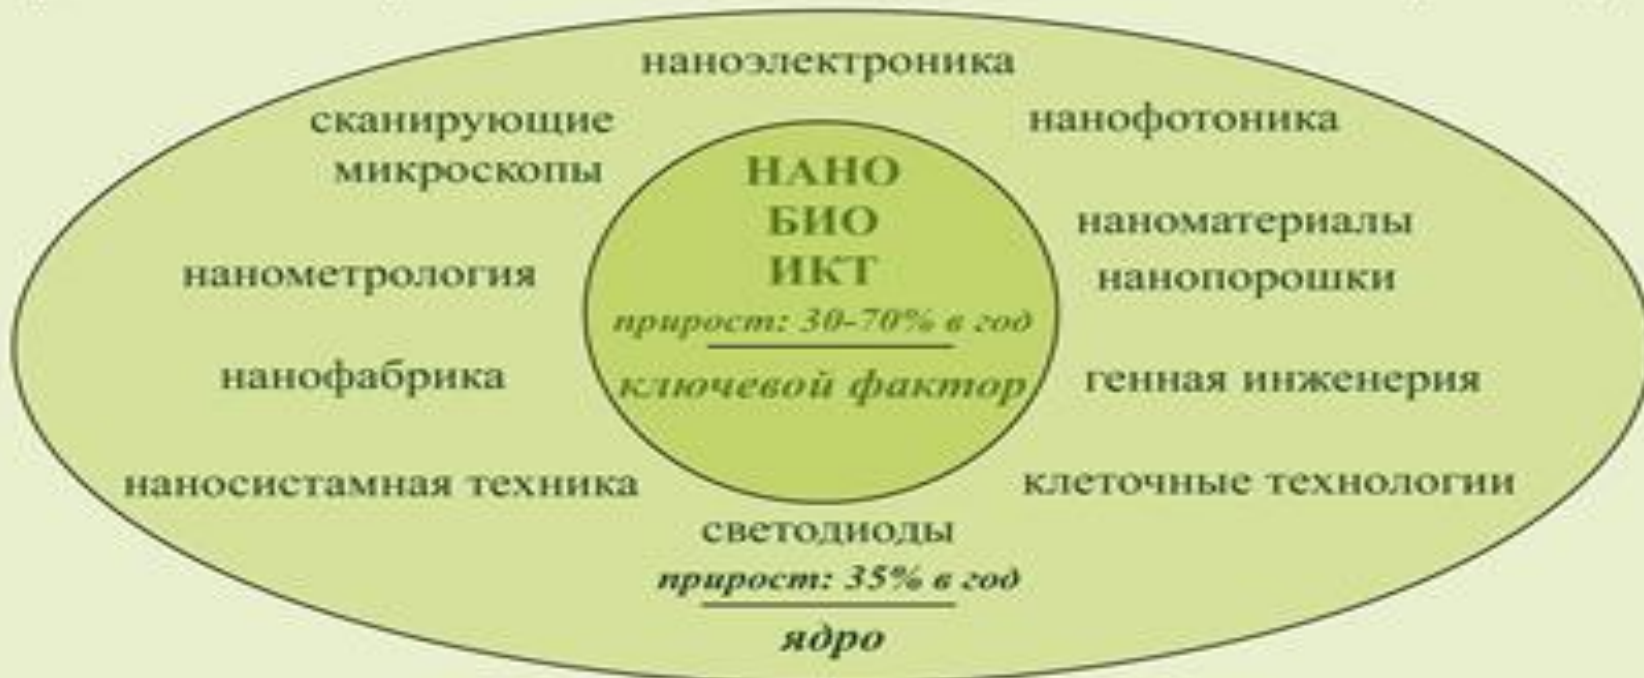 наноэлектроника
сканирующие
микроскопы
нанофотоника
НАНО
БИО
ИКТ
прирост: 30-70% в год
ключевой фактор
наноматериалы
нанопорошки
нанометрология
нанофабрика
генная инженерия
наносистамная техника
клеточные технологии
светодиоды
прирост: 35% в год
ядро